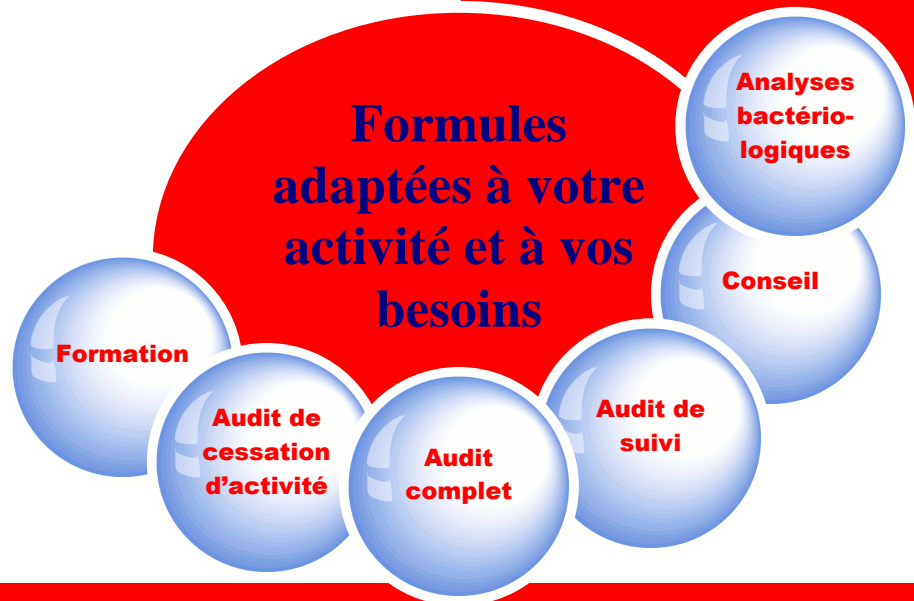 Formules
adaptées à votre
activité et à vos
besoins
Formation
Audit de
cessation
d’activité
Audit
complet
Audit de
suivi
Conseil
Analyses
bactério-
logiques